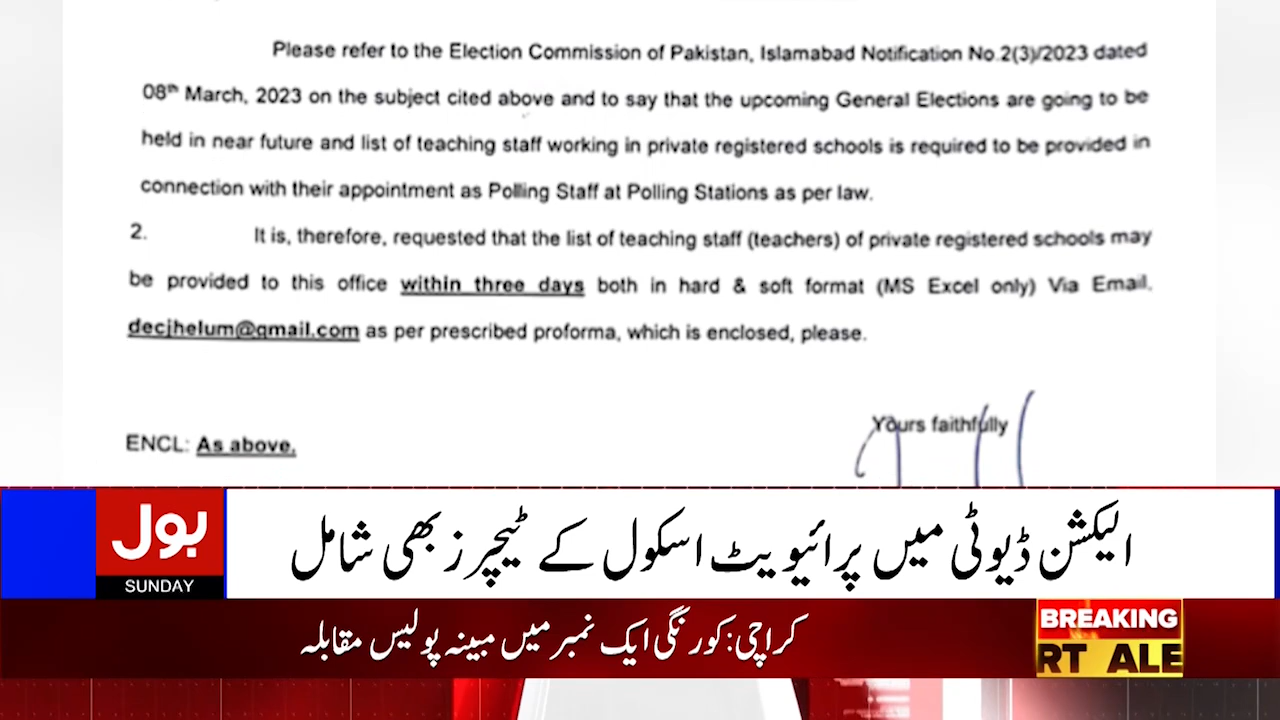 Please refer to the Election Commission of Pakistan, Islamabad Notification No.2(3)/2023 dated
08th March, 2023 on the subject cited above and to say that the upcoming General Elections are going to be
held in near future and list of teaching staff working in private registered schools is required to be provided in
connection with their appointment as Polling Staff at Polling Stations as per law.
2. It is, therefore, requested that the list of teaching staff (teachers) of private registered schools may
be provided to this office within three days both in hard & soft format (MS Excel only) Via Email.
decjhelum@gmail.com as per prescribed proforma, which is enclosed, please.
Yours faithfully
ENCL: As above.
بول
SUNDAY
الیکشن ڈیوٹی میں پرائیویٹ اسکول کے ٹیچرز بھی شامل
کراچی: کورنگی ایک نمبر میں مبینہ پولیس مقابلہ
BREAKING
RT ALE